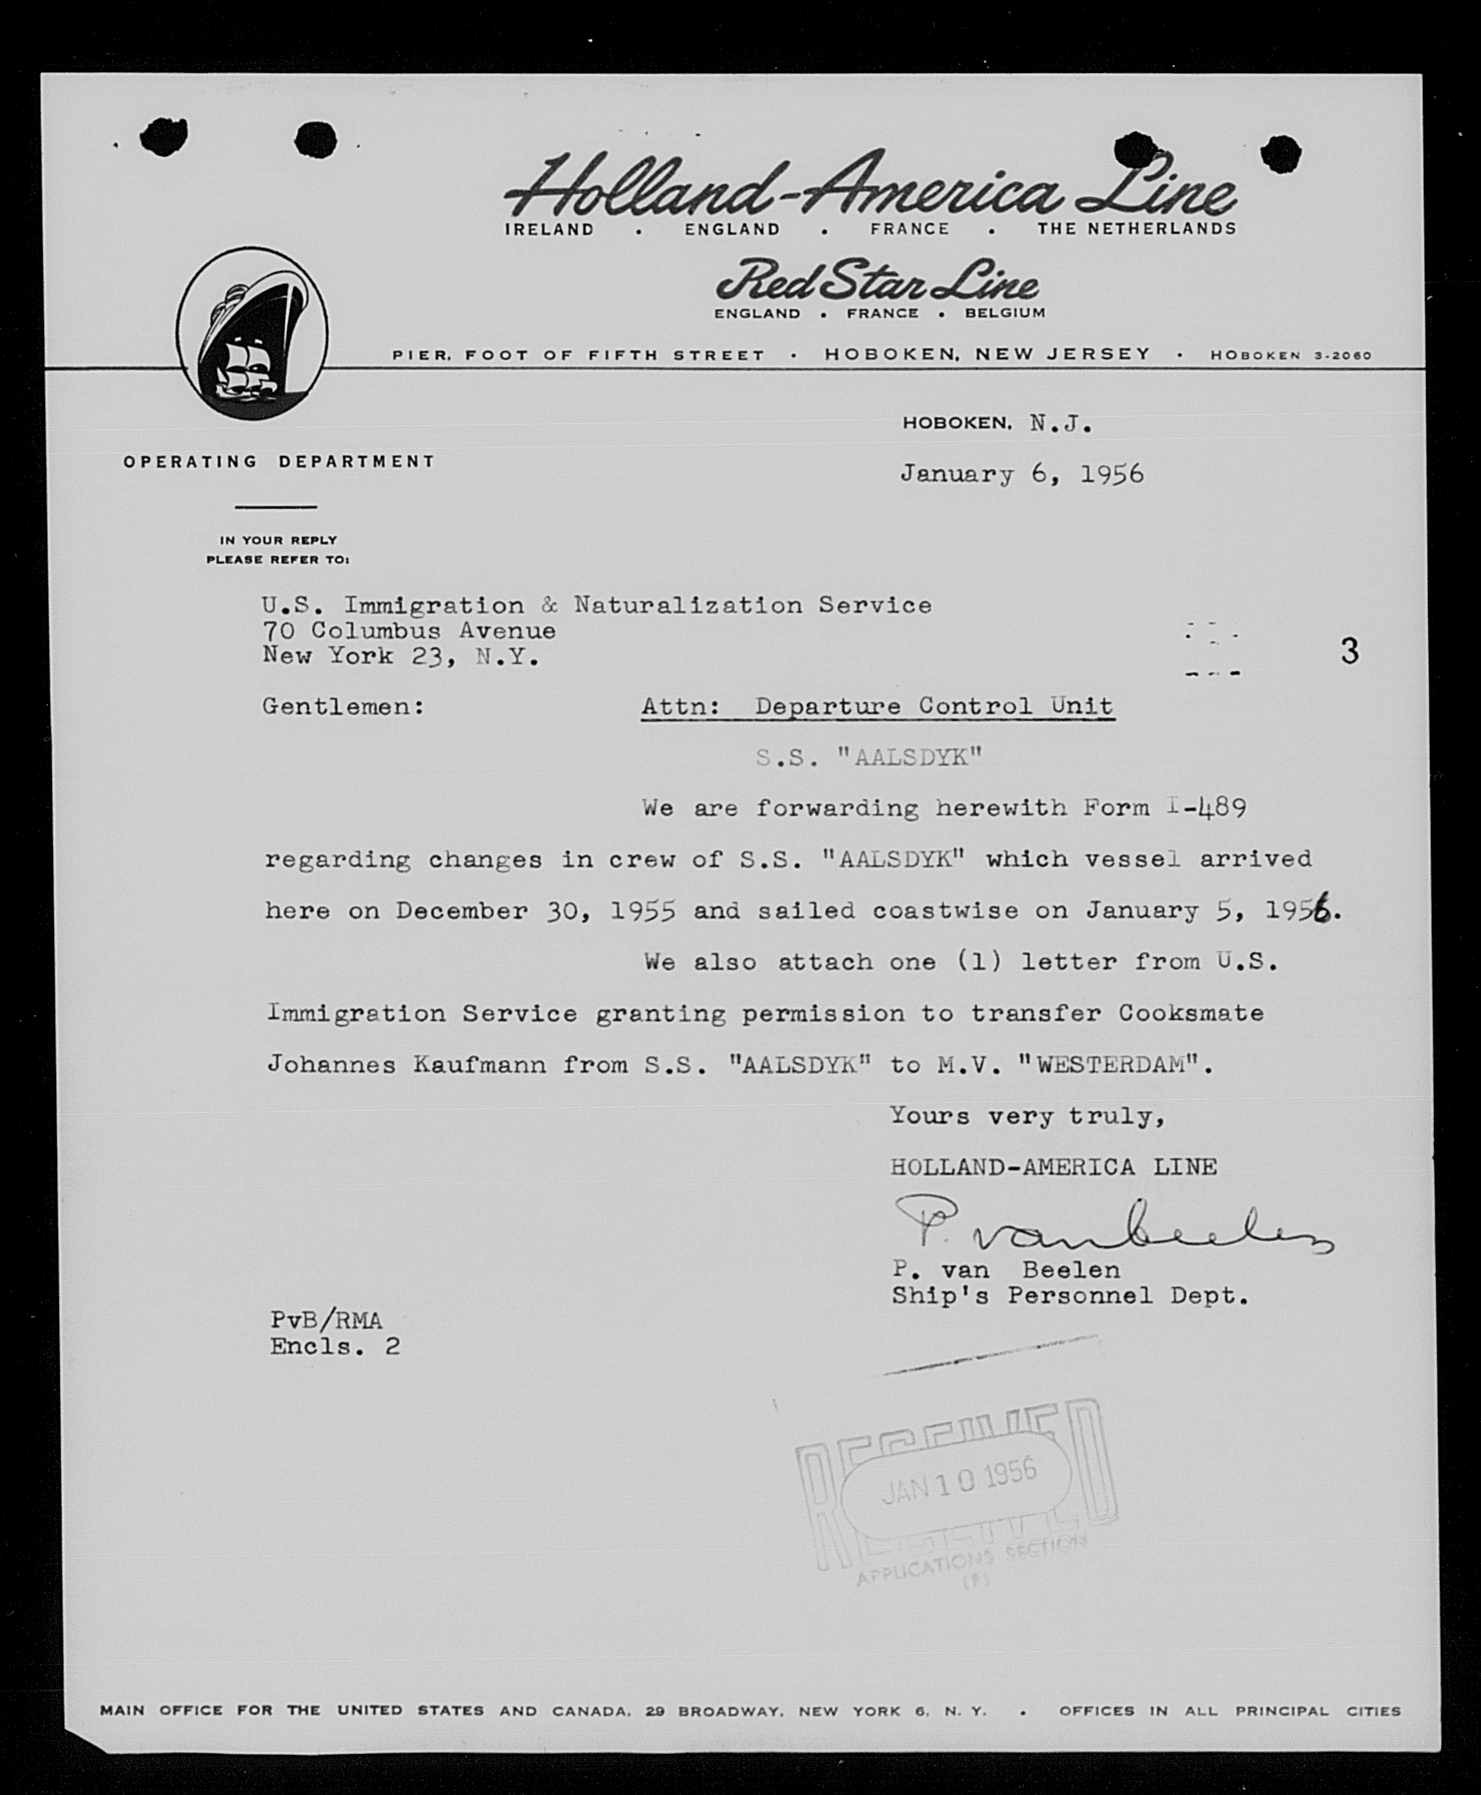 Holland-America Line
IRELAND • ENGLAND • FRANCE • THE NETHERLANDS
Red Star Line
ENGLAND • FRANCE • BELGIUM
PIER, FOOT OF FIFTH STREET • HOBOKEN, NEW JERSEY • HOBOKEN 3-2060
HOBOKEN, N.J.
OPERATING DEPARTMENT
January 6, 1956
IN YOUR REPLY
PLEASE REFER TO:
U.S. Immigration & Naturalization Service
70 Columbus Avenue
New York 23, N.Y.
3
Gentlemen: Attn: Departure Control Unit
S.S. "AALSDYK"
We are forwarding herewith Form I-489
regarding changes in crew of S.S. "AALSDYK" which vessel arrived
here on December 30, 1955 and sailed coastwise on January 5, 1956.
We also attach one (1) letter from U.S.
Immigration Service granting permission to transfer Cooksmate
Johannes Kaufmann from S.S. "AALSDYK" to M.V. "WESTERDAM".
Yours very truly,
HOLLAND-AMERICA LINE
P. van Beelen
P. van Beelen
Ship's Personnel Dept.
PvB/RMA
Encls. 2
RECEIVED
JAN 10 1956
APPLICATIONS SECTION
(P)
MAIN OFFICE FOR THE UNITED STATES AND CANADA, 29 BROADWAY, NEW YORK 6, N. Y. • OFFICES IN ALL PRINCIPAL CITIES